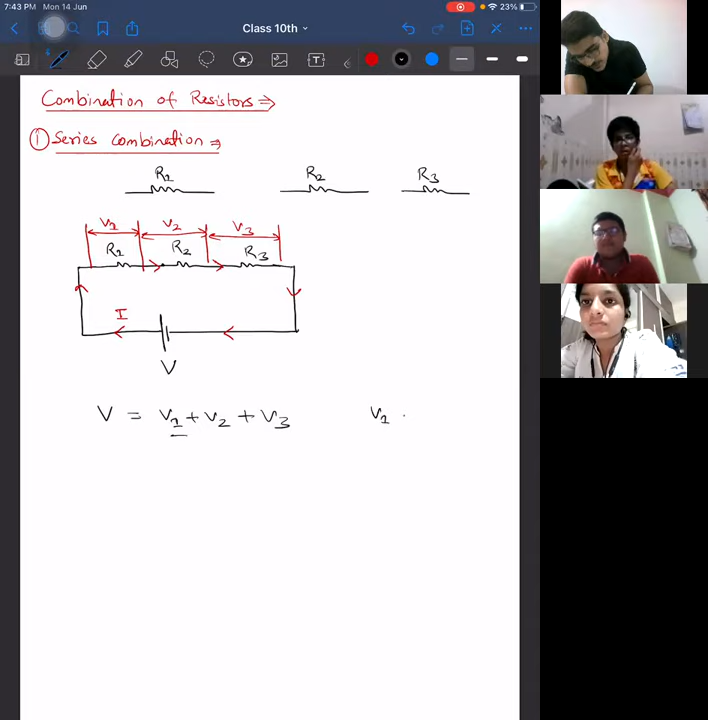 7:43 PM Mon 14 Jun
23%
Class 10th
T
Combination of Resistors ⇒
① Series combination ⇒
R1 R2 R3
V1 V2 V3
R1 R2 R3
I
V
V = V1 + V2 + V3 V1